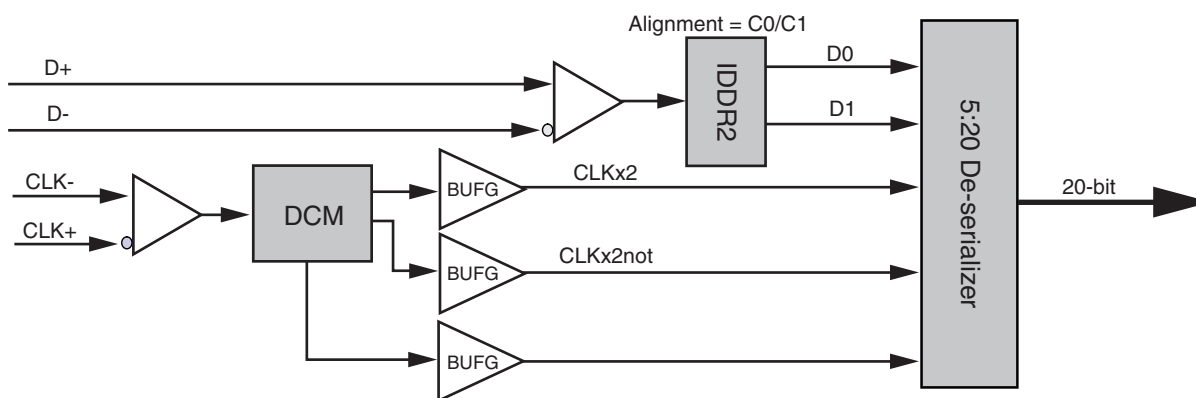 Alignment = C0/C1
D+
D-
IDDR2
D0
D1
CLK-
CLK+
DCM
BUFG
CLKx2
BUFG
CLKx2not
BUFG
5:20 De-serializer
20-bit